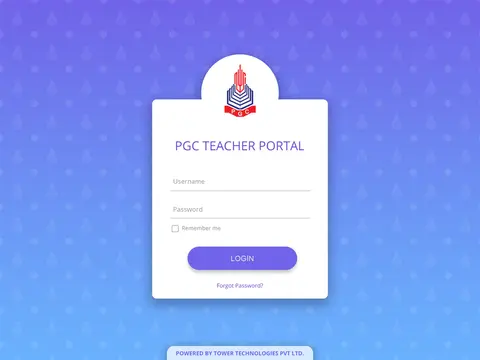 PGC
PGC TEACHER PORTAL
Username
Password
Remember me
LOGIN
Forgot Password?
POWERED BY TOWER TECHNOLOGIES PVT LTD.